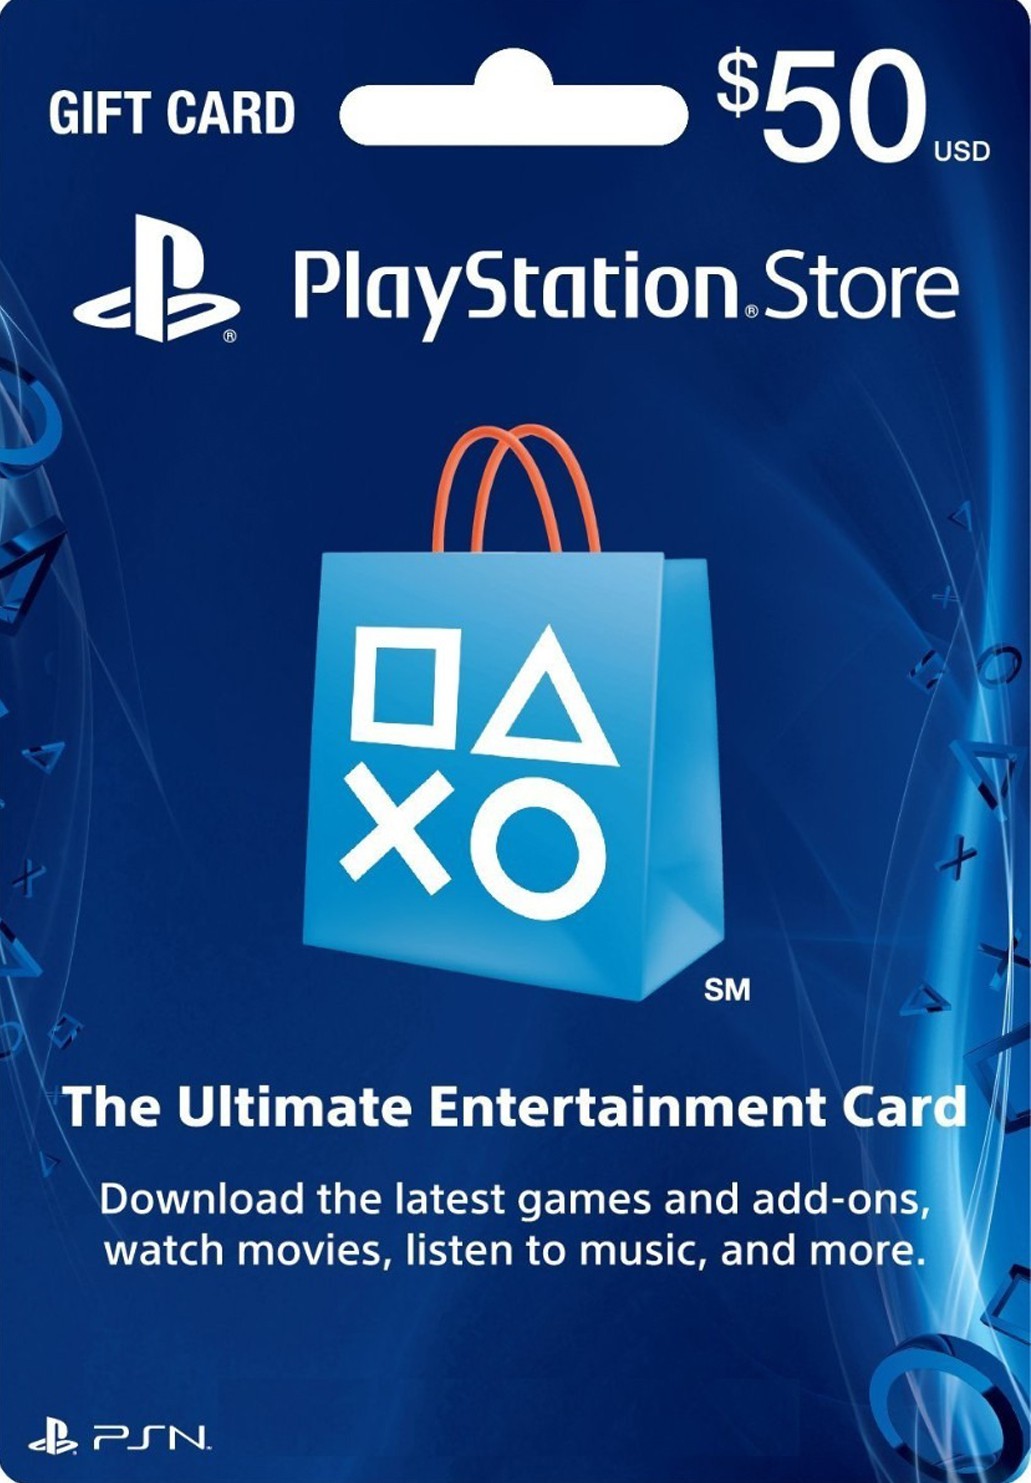 GIFT CARD
$50 USD
PlayStation®Store
®
SM
The Ultimate Entertainment Card
Download the latest games and add-ons,
watch movies, listen to music, and more.
PSN.